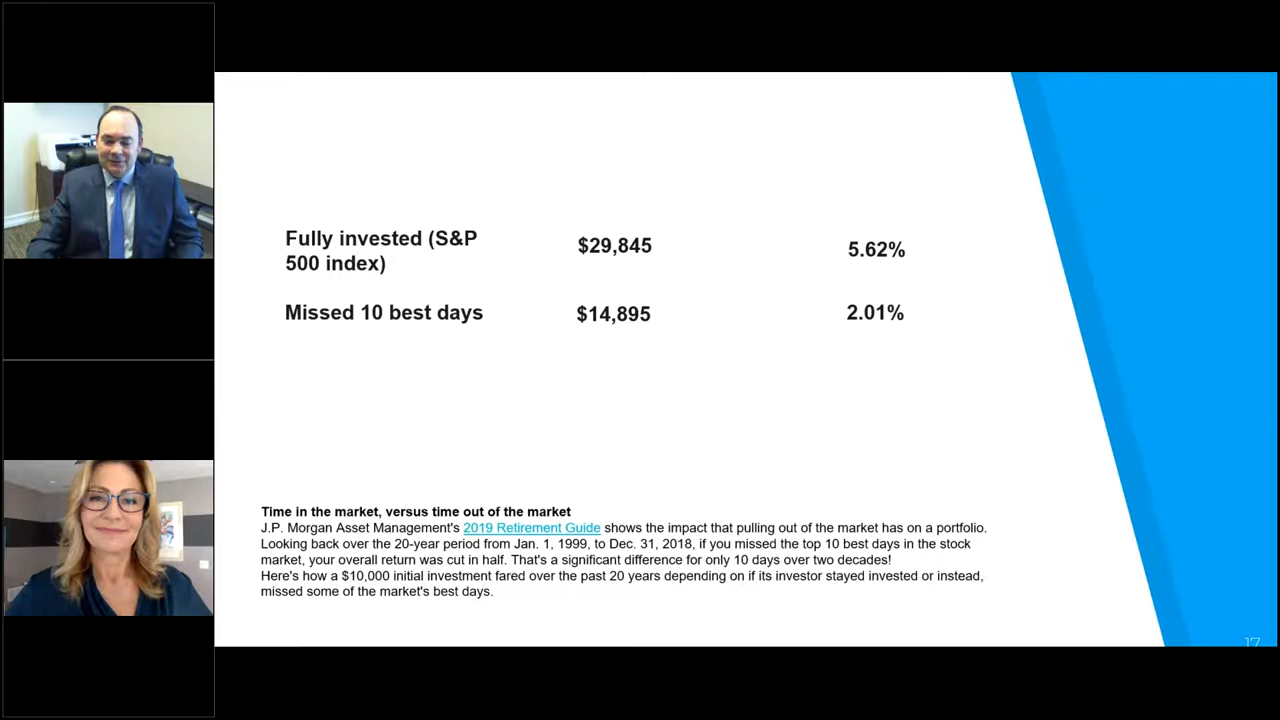 Fully invested (S&P
500 index)
$29,845
5.62%
Missed 10 best days
$14,895
2.01%
Time in the market, versus time out of the market
J.P. Morgan Asset Management's 2019 Retirement Guide shows the impact that pulling out of the market has on a portfolio.
Looking back over the 20-year period from Jan. 1, 1999, to Dec. 31, 2018, if you missed the top 10 best days in the stock
market, your overall return was cut in half. That's a significant difference for only 10 days over two decades!
Here's how a $10,000 initial investment fared over the past 20 years depending on if its investor stayed invested or instead,
missed some of the market's best days.
17